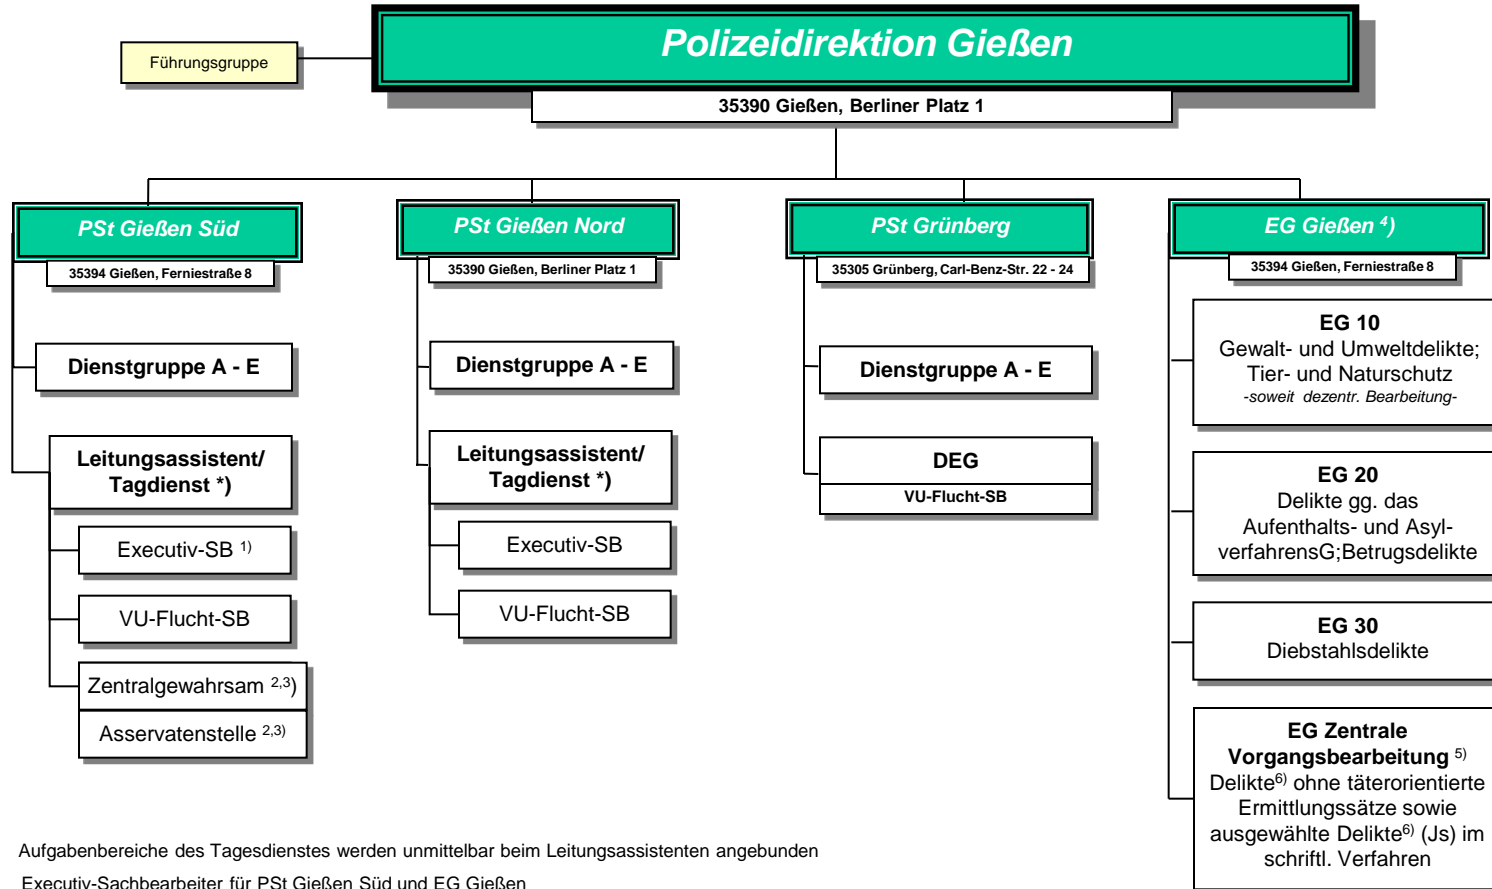 Polizeidirektion Gießen
Führungsgruppe
35390 Gießen, Berliner Platz 1
PSt Gießen Süd
35394 Gießen, Ferniestraße 8
Dienstgruppe A - E
Leitungsassistent/
Tagdienst *)
Executiv-SB 1)
VU-Flucht-SB
Zentralgewahrsam 2,3)
Asservatenstelle 2,3)
PSt Gießen Nord
35390 Gießen, Berliner Platz 1
Dienstgruppe A - E
Leitungsassistent/
Tagdienst *)
Executiv-SB
VU-Flucht-SB
PSt Grünberg
35305 Grünberg, Carl-Benz-Str. 22 - 24
Dienstgruppe A - E
DEG
VU-Flucht-SB
EG Gießen 4)
35394 Gießen, Ferniestraße 8
EG 10
Gewalt- und Umweltdelikte;
Tier- und Naturschutz
-soweit dezentr. Bearbeitung-
EG 20
Delikte gg. das
Aufenthalts- und Asyl-
verfahrensG;Betrugsdelikte
EG 30
Diebstahlsdelikte
EG Zentrale
Vorgangsbearbeitung 5)
Delikte6) ohne täterorientierte
Ermittlungssätze sowie
ausgewählte Delikte6) (Js) im
schriftl. Verfahren
Aufgabenbereiche des Tagesdienstes werden unmittelbar beim Leitungsassistenten angebunden
Executiv-Sachbearbeiter für PSt Gießen Süd und EG Gießen